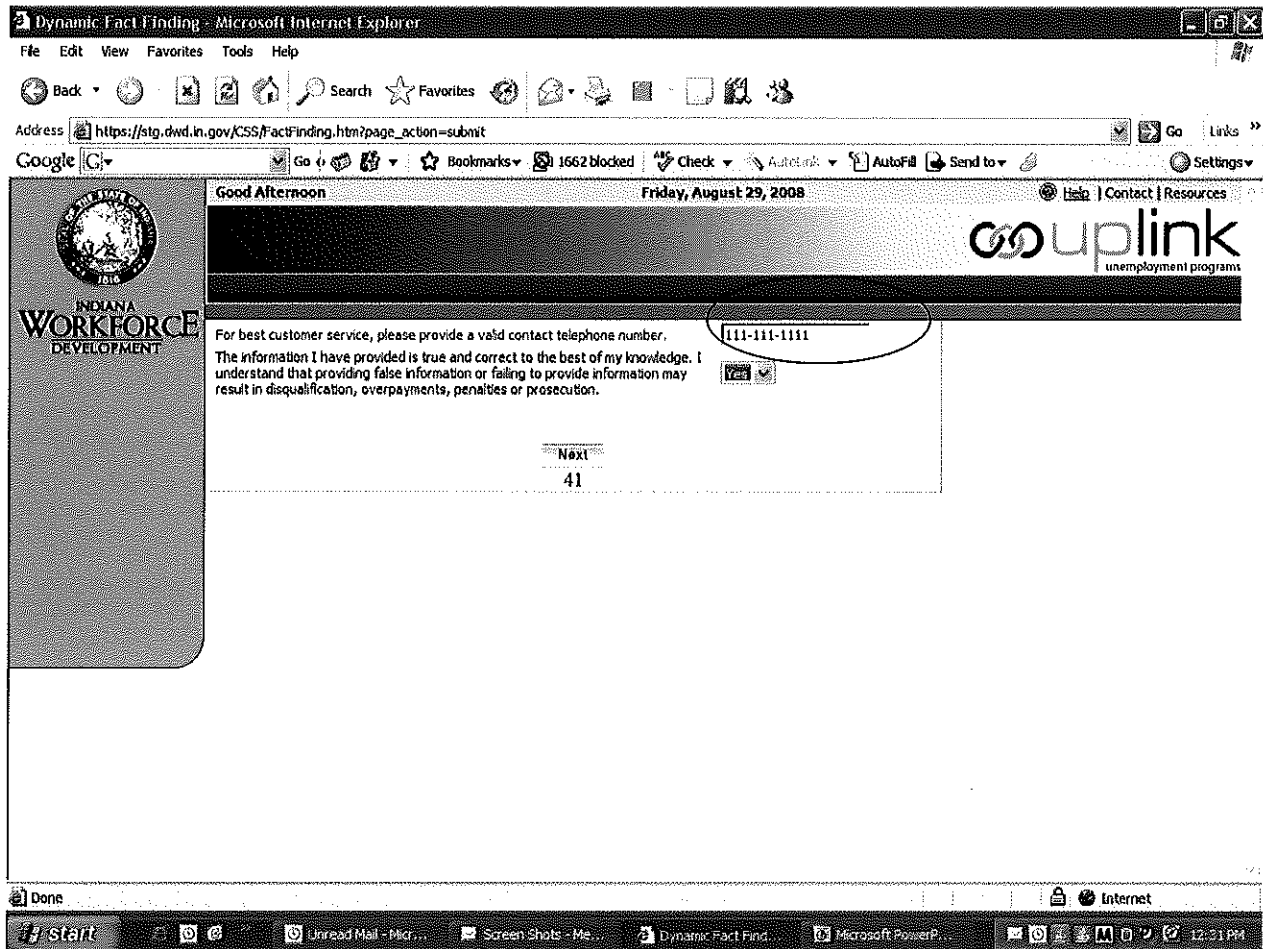 Dynamic Fact Finding - Microsoft Internet Explorer
File Edit View Favorites Tools Help
Back Search Favorites
Address https://stg.dwd.in.gov/CSS/FactFinding.htm?page_action=submit Go Links »
Google G Go Bookmarks 1662 blocked ABC Check AutoLink AutoFill Send to Settings
Good Afternoon Friday, August 29, 2008 Help | Contact | Resources
uplink
unemployment programs
1816
INDIANA
WORKFORCE
DEVELOPMENT
For best customer service, please provide a valid contact telephone number. 111-111-1111
The information I have provided is true and correct to the best of my knowledge. I
understand that providing false information or failing to provide information may
result in disqualification, overpayments, penalties or prosecution. Yes
Next
41
Done Internet
start Unread Mail - Micr... Screen Shots - Me... Dynamic Fact Find... Microsoft PowerP... 12:31 PM